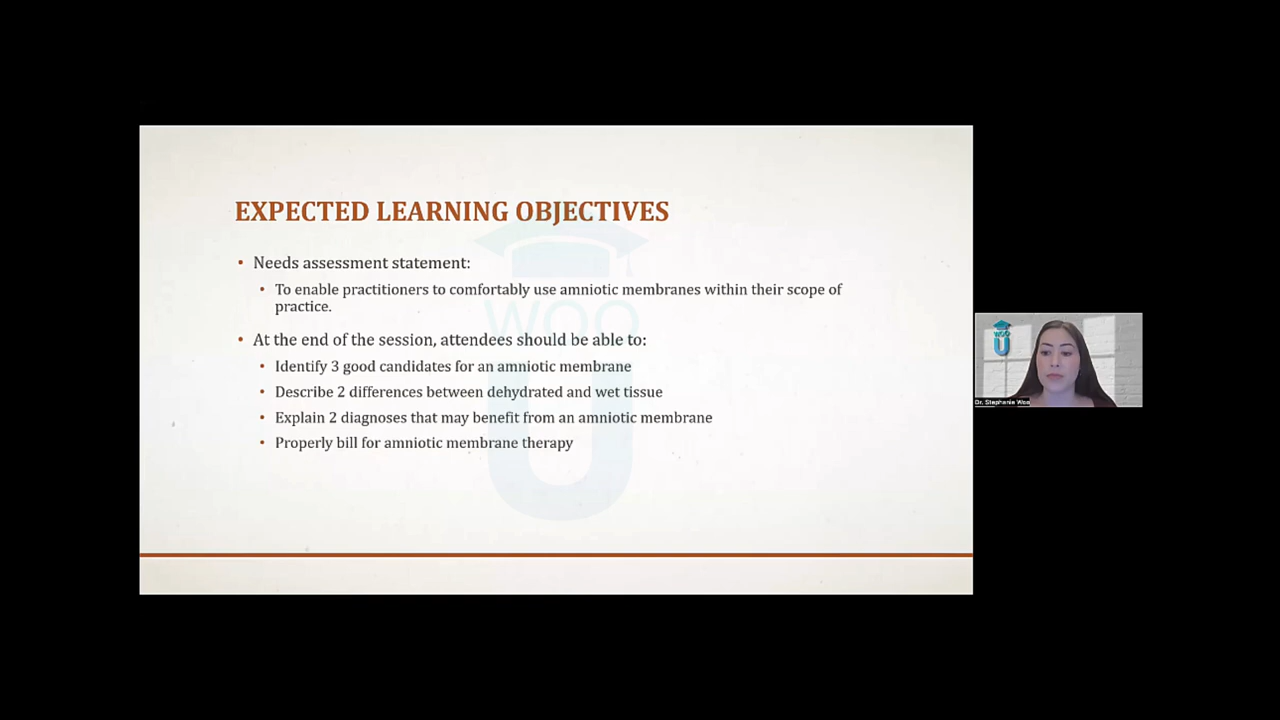 EXPECTED LEARNING OBJECTIVES
• Needs assessment statement:
• To enable practitioners to comfortably use amniotic membranes within their scope of
practice.
• At the end of the session, attendees should be able to:
• Identify 3 good candidates for an amniotic membrane
• Describe 2 differences between dehydrated and wet tissue
• Explain 2 diagnoses that may benefit from an amniotic membrane
• Properly bill for amniotic membrane therapy
WOO
U
WOO
U
Dr. Stephanie Woo